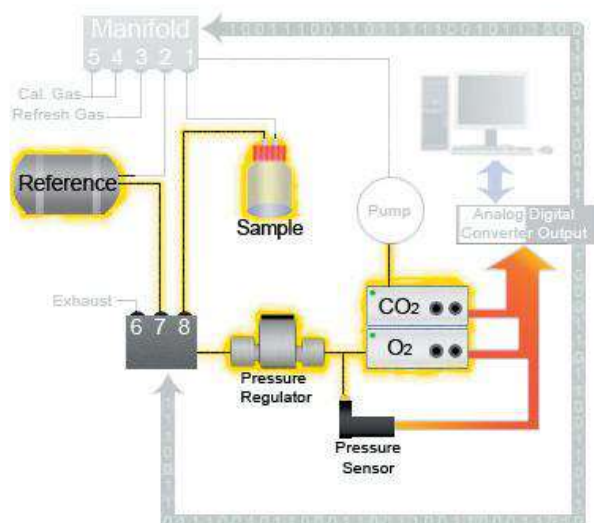 Manifold
5 4 3 2 1
Cal. Gas
Refresh Gas
Reference
Sample
Pump
Analog Digital
Converter Output
Exhaust
6 7 8
CO2
O2
Pressure
Regulator
Pressure
Sensor